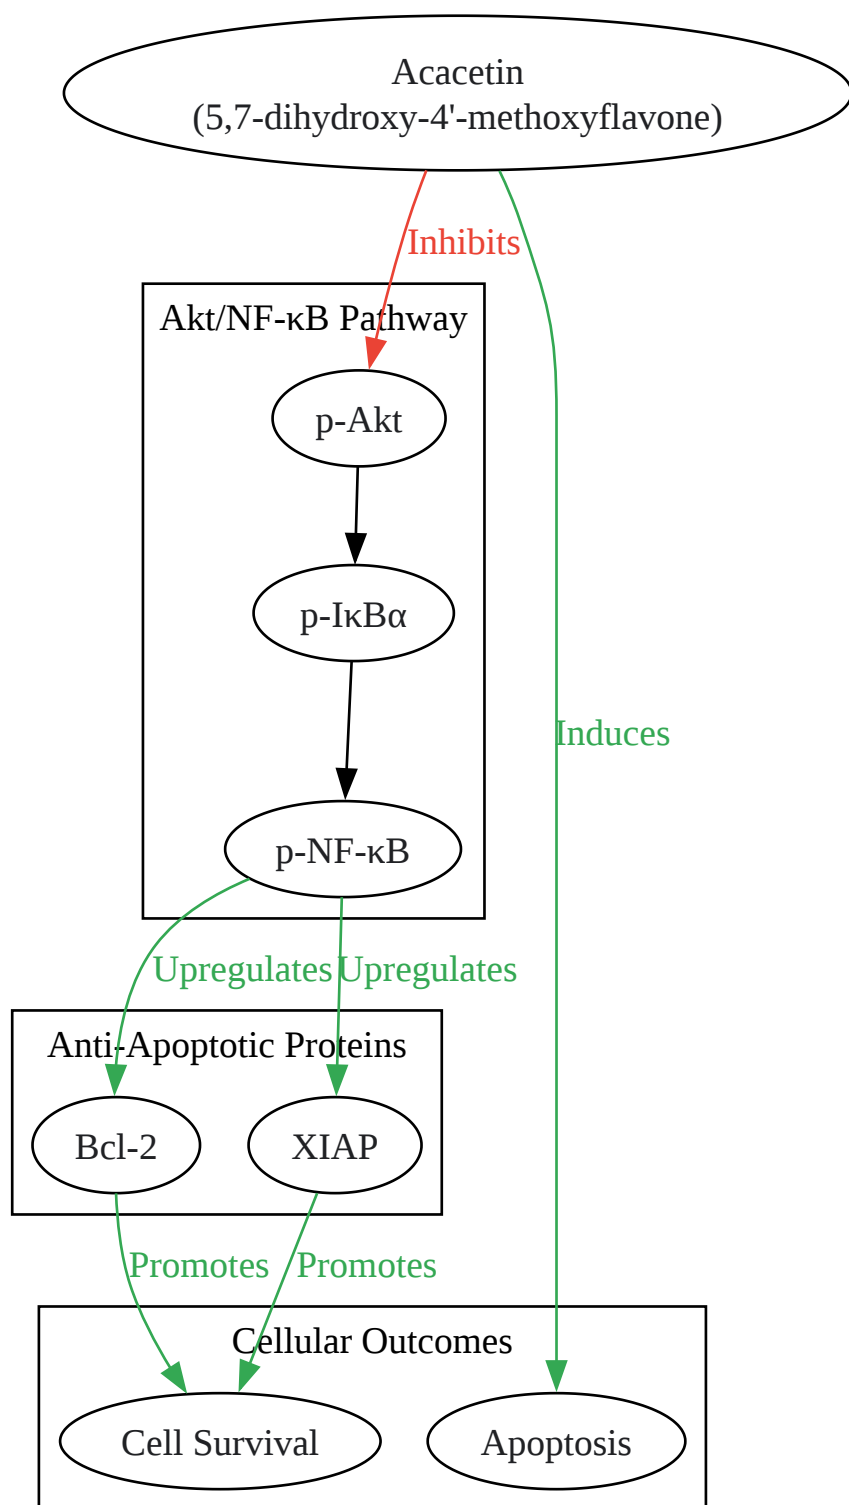 Acacetin
(5,7-dihydroxy-4'-methoxyflavone)
Inhibits
Akt/NF-κB Pathway
p-Akt
p-IκBα
Induces
p-NF-κB
Upregulates
Upregulates
Anti-Apoptotic Proteins
Bcl-2
XIAP
Promotes
Promotes
Cellular Outcomes
Cell Survival
Apoptosis